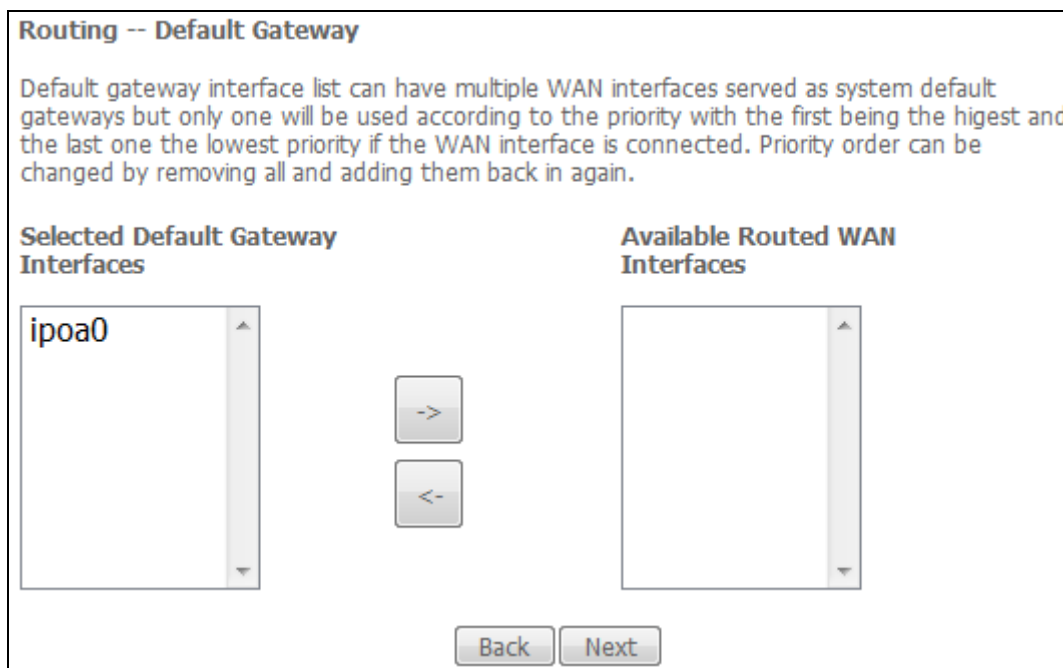 Routing -- Default Gateway
Default gateway interface list can have multiple WAN interfaces served as system default
gateways but only one will be used according to the priority with the first being the higest and
the last one the lowest priority if the WAN interface is connected. Priority order can be
changed by removing all and adding them back in again.
Selected Default Gateway
Interfaces
Available Routed WAN
Interfaces
ipoa0
->
<-
Back
Next